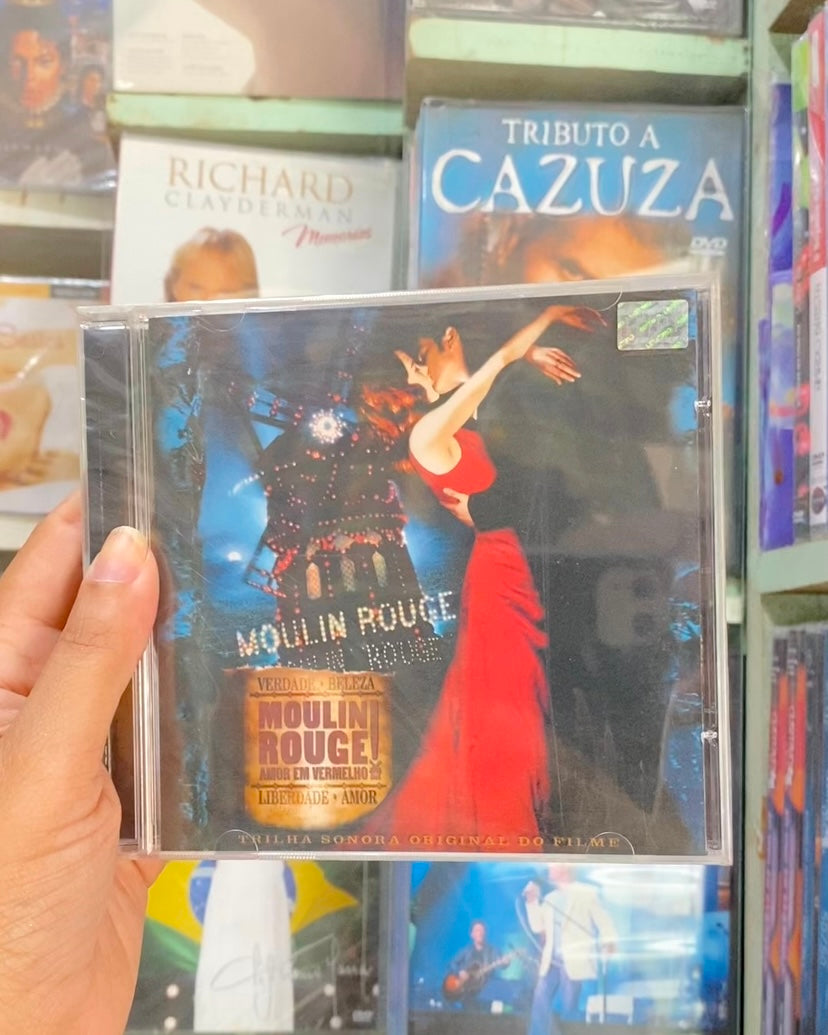 RICHARD
CLAYDERMAN
Memories
TRIBUTO A
CAZUZA
DVD
MOULIN ROUGE
VERDADE • BELEZA
MOULIN
ROUGE!
AMOR EM VERMELHO
LIBERDADE • AMOR
TRILHA SONORA ORIGINAL DO FILME